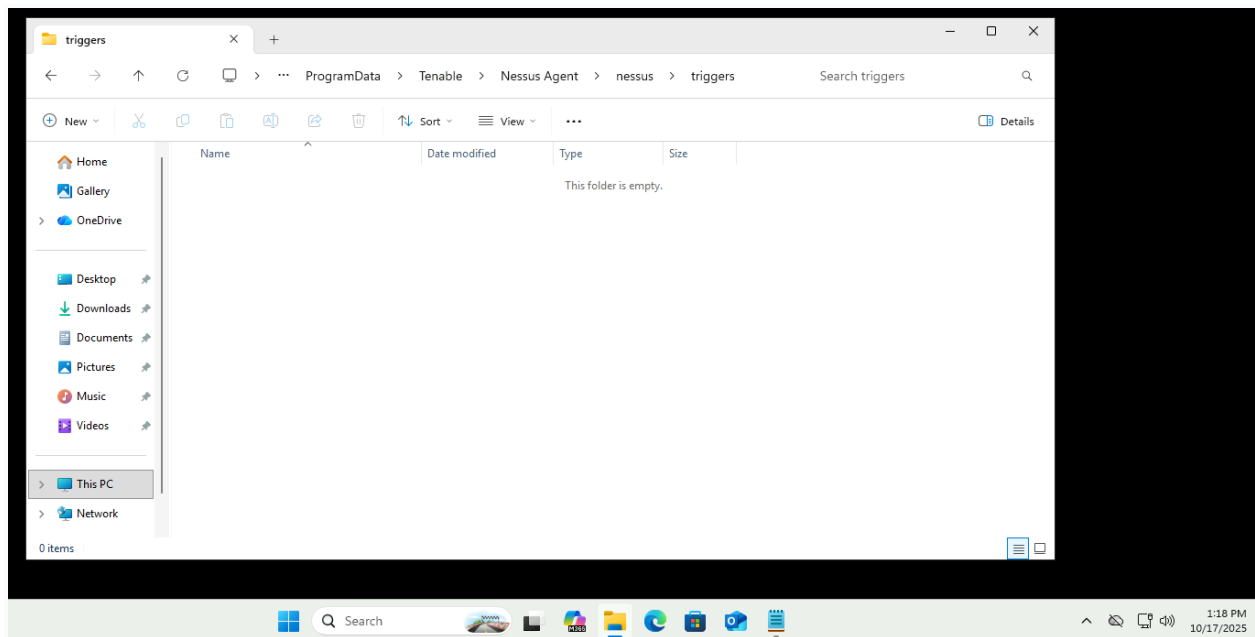 triggers
… ProgramData > Tenable > Nessus Agent > nessus > triggers Search triggers
New Sort View ... Details
Name Date modified Type Size
This folder is empty.
Home
Gallery
OneDrive
Desktop
Downloads
Documents
Pictures
Music
Videos
This PC
Network
0 items
Search
M365
1:18 PM
10/17/2025